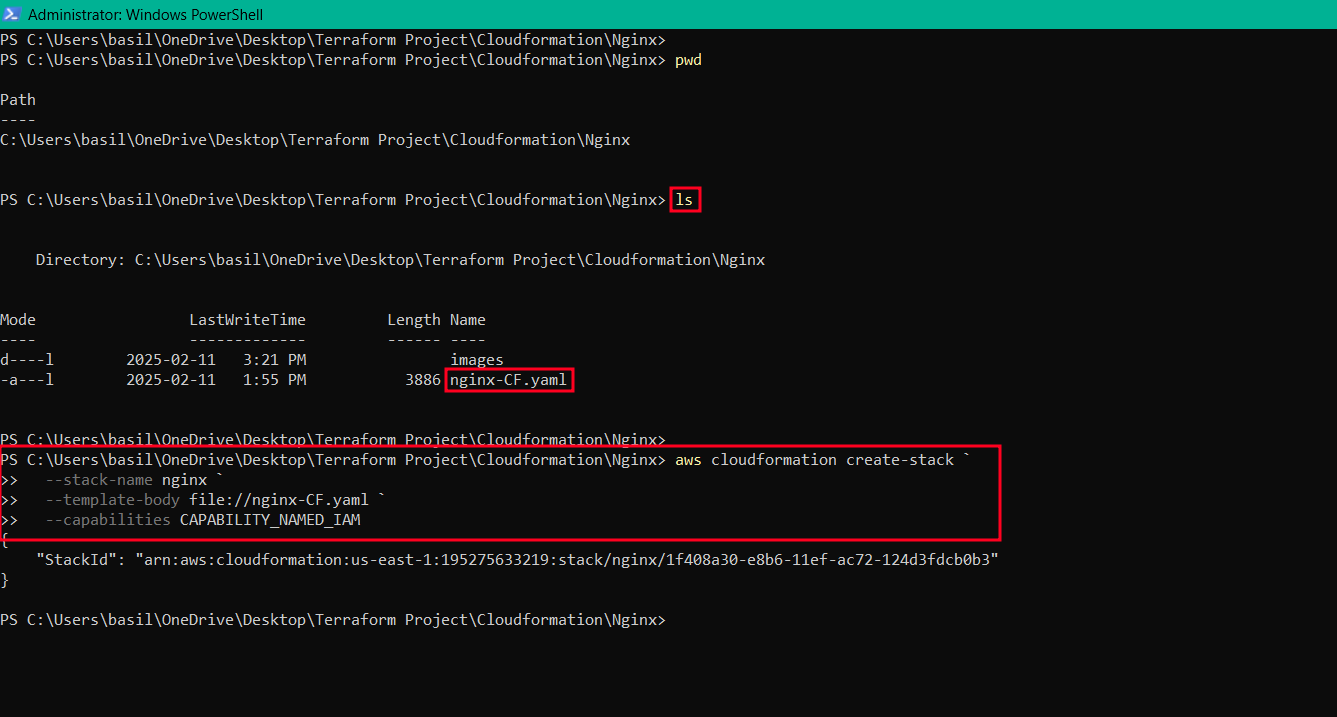 Administrator: Windows PowerShell
PS C:\Users\basil\OneDrive\Desktop\Terraform Project\Cloudformation\Nginx>
PS C:\Users\basil\OneDrive\Desktop\Terraform Project\Cloudformation\Nginx> pwd
Path
----
C:\Users\basil\OneDrive\Desktop\Terraform Project\Cloudformation\Nginx
PS C:\Users\basil\OneDrive\Desktop\Terraform Project\Cloudformation\Nginx> ls
    Directory: C:\Users\basil\OneDrive\Desktop\Terraform Project\Cloudformation\Nginx
Mode                 LastWriteTime         Length Name
----                 -------------         ------ ----
d----l        2025-02-11   3:21 PM                images
-a---l        2025-02-11   1:55 PM           3886 nginx-CF.yaml
PS C:\Users\basil\OneDrive\Desktop\Terraform Project\Cloudformation\Nginx>
PS C:\Users\basil\OneDrive\Desktop\Terraform Project\Cloudformation\Nginx> aws cloudformation create-stack `
>>   --stack-name nginx `
>>   --template-body file://nginx-CF.yaml `
>>   --capabilities CAPABILITY_NAMED_IAM
{
    "StackId": "arn:aws:cloudformation:us-east-1:195275633219:stack/nginx/1f408a30-e8b6-11ef-ac72-124d3fdcb0b3"
}
PS C:\Users\basil\OneDrive\Desktop\Terraform Project\Cloudformation\Nginx>